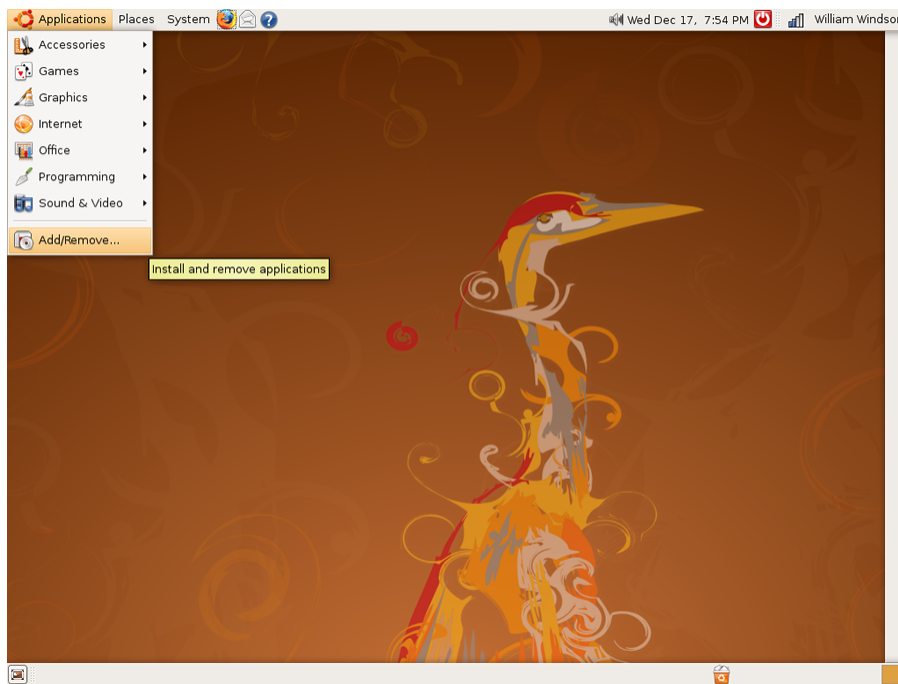 Applications Places System Wed Dec 17, 7:54 PM William Windsor
Accessories
Games
Graphics
Internet
Office
Programming
Sound & Video
Add/Remove...
Install and remove applications